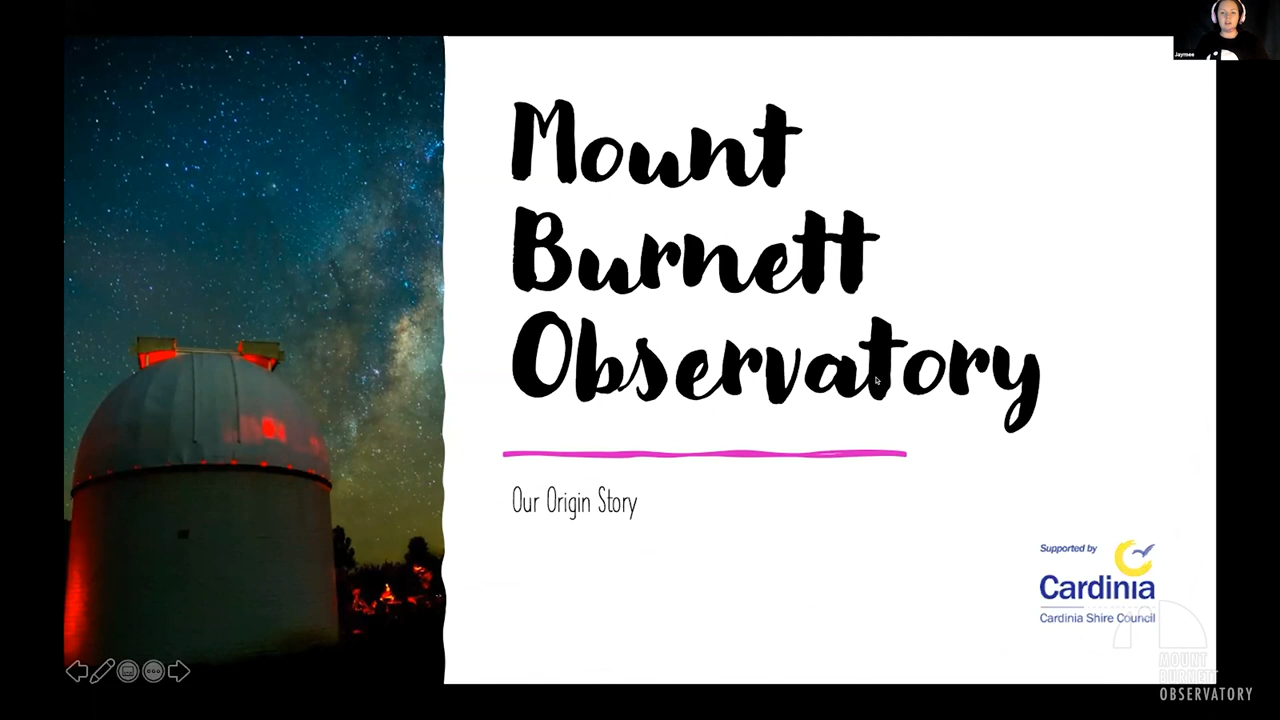 Jaymee
Mount
Burnett
Observatory
Our Origin Story
Supported by
Cardinia
Cardinia Shire Council
MOUNT
BURNETT
OBSERVATORY